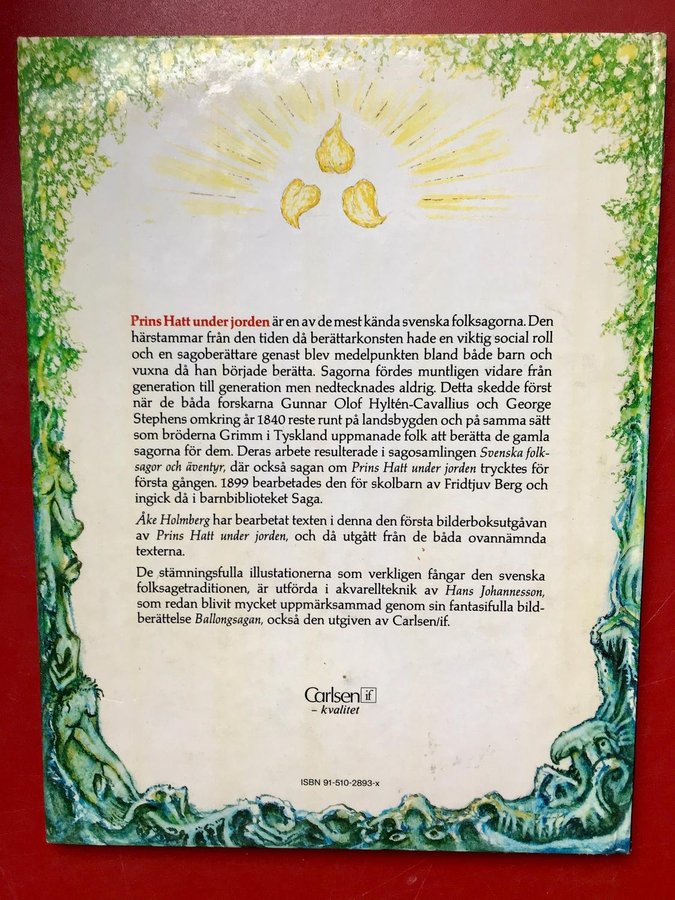 Prins Hatt under jorden är en av de mest kända svenska folksagorna. Den
härstammar från den tiden då berättarkonsten hade en viktig social roll
och en sagoberättare genast blev medelpunkten bland både barn och
vuxna då han började berätta. Sagorna fördes muntligen vidare från
generation till generation men nedtecknades aldrig. Detta skedde först
när de båda forskarna Gunnar Olof Hyltén-Cavallius och George
Stephens omkring år 1840 reste runt på landsbygden och på samma sätt
som bröderna Grimm i Tyskland uppmanade folk att berätta de gamla
sagorna för dem. Deras arbete resulterade i sagosamlingen Svenska folk-
sagor och äventyr, där också sagan om Prins Hatt under jorden trycktes för
första gången. 1899 bearbetades den för skolbarn av Fridtjuv Berg och
ingick då i barnbiblioteket Saga.
Åke Holmberg har bearbetat texten i denna den första bilderboksutgåvan
av Prins Hatt under jorden, och då utgått från de båda ovannämnda
texterna.
De stämningsfulla illustationerna som verkligen fångar den svenska
folksagetraditionen, är utförda i akvarellteknik av Hans Johannesson,
som redan blivit mycket uppmärksammad genom sin fantasifulla bild-
berättelse Ballongsagan, också den utgiven av Carlsen/if.
Carlsen if
– kvalitet
ISBN 91-510-2893-x